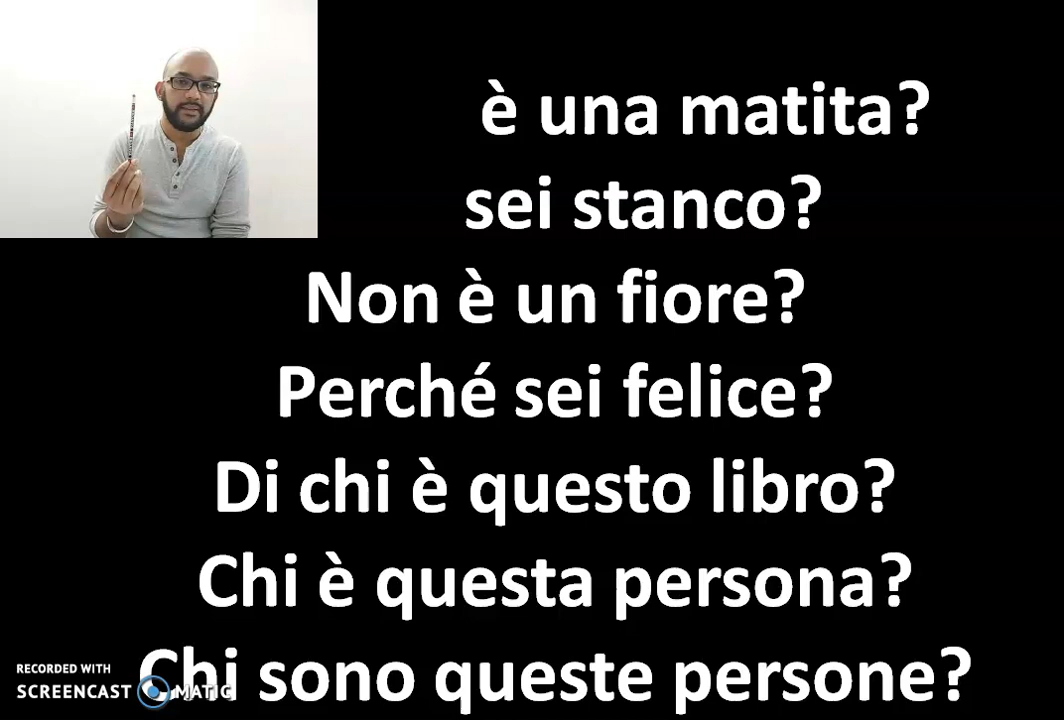 è una matita?
sei stanco?
Non è un fiore?
Perché sei felice?
Di chi è questo libro?
Chi è questa persona?
Chi sono queste persone?
RECORDED WITH
SCREENCAST MATIC